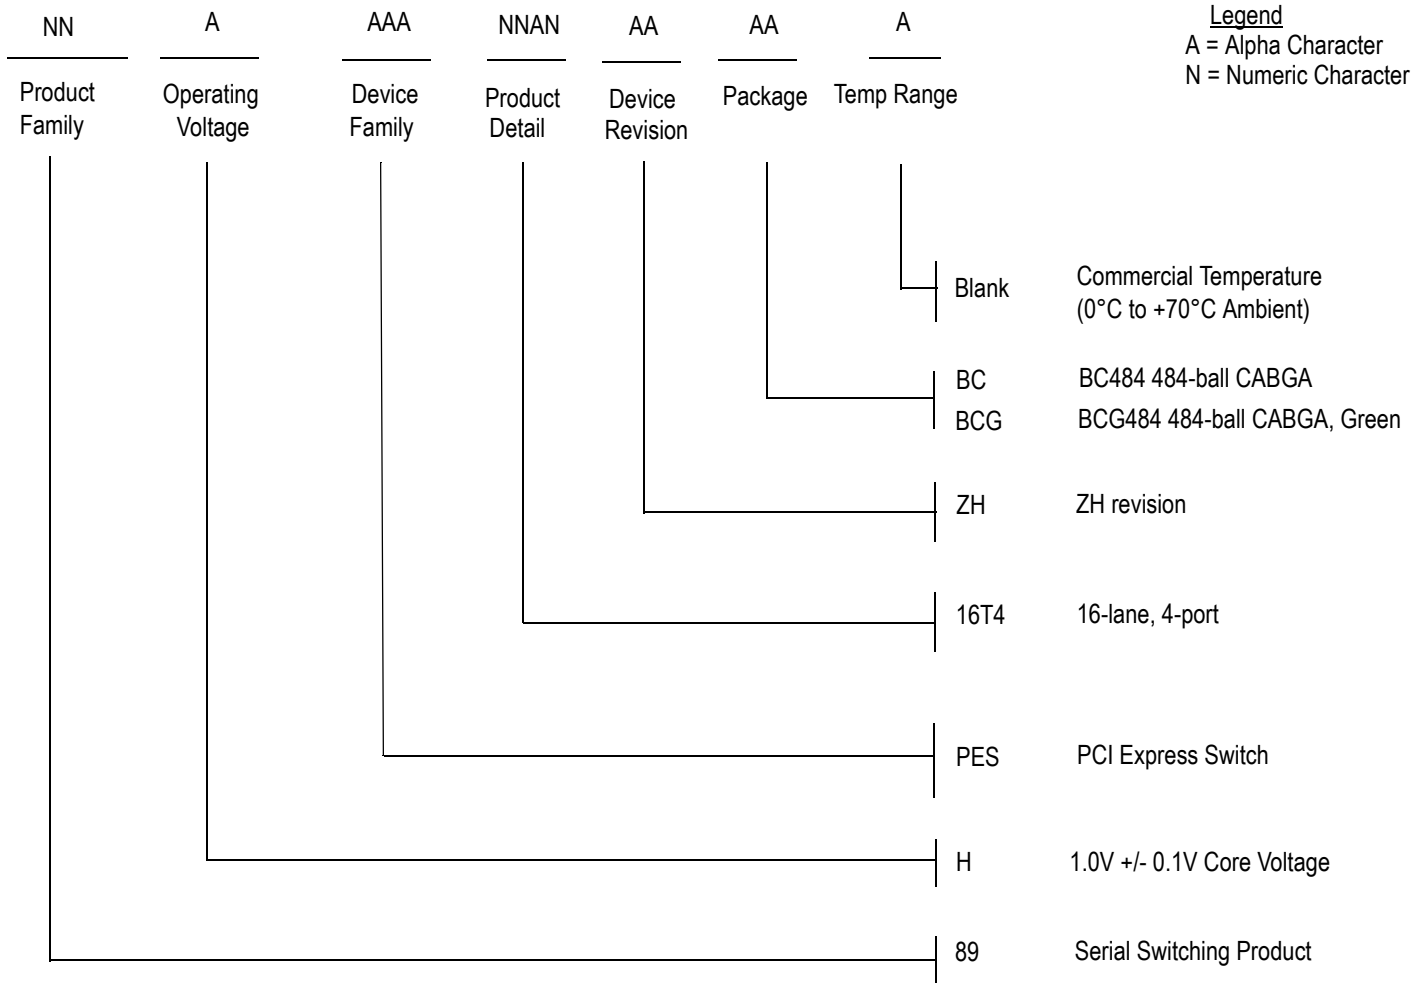 NN A AAA NNAN AA AA A
Legend
A = Alpha Character
N = Numeric Character
Product
Family
Operating
Voltage
Device
Family
Product
Detail
Device
Revision
Package
Temp Range
Blank Commercial Temperature
(0°C to +70°C Ambient)
BC BC484 484-ball CABGA
BCG BCG484 484-ball CABGA, Green
ZH ZH revision
16T4 16-lane, 4-port
PES PCI Express Switch
H 1.0V +/- 0.1V Core Voltage
89 Serial Switching Product